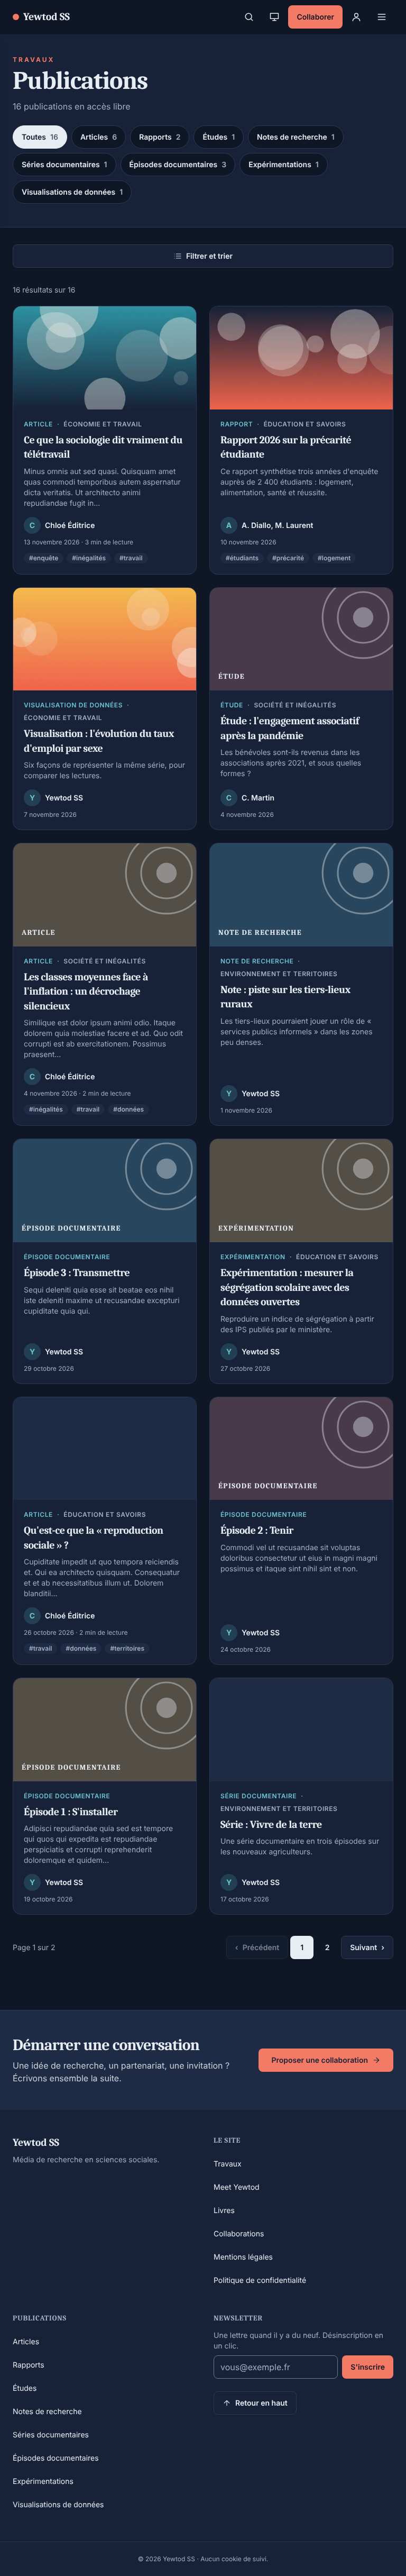 Yewtod SS
Collaborer
TRAVAUX
Publications
16 publications en accès libre
Toutes 16
Articles 6
Rapports 2
Études 1
Notes de recherche 1
Séries documentaires 1
Épisodes documentaires 3
Expérimentations 1
Visualisations de données 1
Filtrer et trier
16 résultats sur 16
ARTICLE · ÉCONOMIE ET TRAVAIL
Ce que la sociologie dit vraiment du
télétravail
Minus omnis aut sed quasi. Quisquam amet
quas commodi temporibus autem aspernatur
dicta veritatis. Ut architecto animi
repudiandae fugit in...
C
Chloé Éditrice
13 novembre 2026 · 3 min de lecture
#enquête
#inégalités
#travail
RAPPORT · ÉDUCATION ET SAVOIRS
Rapport 2026 sur la précarité
étudiante
Ce rapport synthétise trois années d'enquête
auprès de 2 400 étudiants : logement,
alimentation, santé et réussite.
A
A. Diallo, M. Laurent
10 novembre 2026
#étudiants
#précarité
#logement
VISUALISATION DE DONNÉES ·
ÉCONOMIE ET TRAVAIL
Visualisation : l'évolution du taux
d'emploi par sexe
Six façons de représenter la même série, pour
comparer les lectures.
Y
Yewtod SS
7 novembre 2026
ÉTUDE
ÉTUDE · SOCIÉTÉ ET INÉGALITÉS
Étude : l'engagement associatif
après la pandémie
Les bénévoles sont-ils revenus dans les
associations après 2021, et sous quelles
formes ?
C
C. Martin
4 novembre 2026
ARTICLE
ARTICLE · SOCIÉTÉ ET INÉGALITÉS
Les classes moyennes face à
l'inflation : un décrochage
silencieux
Similique est dolor ipsum animi odio. Itaque
dolorem quia molestiae facere et ad. Quo odit
corrupti est ab exercitationem. Possimus
praesent...
C
Chloé Éditrice
4 novembre 2026 · 2 min de lecture
#inégalités
#travail
#données
NOTE DE RECHERCHE
NOTE DE RECHERCHE ·
ENVIRONNEMENT ET TERRITOIRES
Note : piste sur les tiers-lieux
ruraux
Les tiers-lieux pourraient jouer un rôle de «
services publics informels » dans les zones
peu denses.
Y
Yewtod SS
1 novembre 2026
ÉPISODE DOCUMENTAIRE
ÉPISODE DOCUMENTAIRE
Épisode 3 : Transmettre
Sequi deleniti quia esse sit beatae eos nihil
iste deleniti maxime ut recusandae excepturi
cupiditate quia qui.
Y
Yewtod SS
29 octobre 2026
EXPÉRIMENTATION
EXPÉRIMENTATION · ÉDUCATION ET SAVOIRS
Expérimentation : mesurer la
ségrégation scolaire avec des
données ouvertes
Reproduire un indice de ségrégation à partir
des IPS publiés par le ministère.
Y
Yewtod SS
27 octobre 2026
ARTICLE · ÉDUCATION ET SAVOIRS
Qu'est-ce que la « reproduction
sociale » ?
Cupiditate impedit ut quo tempora reiciendis
et. Qui ea architecto quisquam. Consequatur
et et ab necessitatibus illum ut. Dolorem
blanditii...
C
Chloé Éditrice
26 octobre 2026 · 2 min de lecture
#travail
#données
#territoires
ÉPISODE DOCUMENTAIRE
ÉPISODE DOCUMENTAIRE
Épisode 2 : Tenir
Commodi vel ut recusandae sit voluptas
doloribus consectetur ut eius in magni magni
possimus et itaque sint nihil sint et non.
Y
Yewtod SS
24 octobre 2026
ÉPISODE DOCUMENTAIRE
ÉPISODE DOCUMENTAIRE
Épisode 1 : S'installer
Adipisci repudiandae quia sed est tempore
qui quos qui expedita est repudiandae
perspiciatis et corrupti reprehenderit
doloremque et quidem...
Y
Yewtod SS
19 octobre 2026
SÉRIE DOCUMENTAIRE ·
ENVIRONNEMENT ET TERRITOIRES
Série : Vivre de la terre
Une série documentaire en trois épisodes sur
les nouveaux agriculteurs.
Y
Yewtod SS
17 octobre 2026
Page 1 sur 2
‹ Précédent
1
2
Suivant ›
Démarrer une conversation
Une idée de recherche, un partenariat, une invitation ?
Écrivons ensemble la suite.
Proposer une collaboration →
Yewtod SS
Média de recherche en sciences sociales.
LE SITE
Travaux
Meet Yewtod
Livres
Collaborations
Mentions légales
Politique de confidentialité
PUBLICATIONS
Articles
Rapports
Études
Notes de recherche
Séries documentaires
Épisodes documentaires
Expérimentations
Visualisations de données
NEWSLETTER
Une lettre quand il y a du neuf. Désinscription en
un clic.
vous@exemple.fr
S'inscrire
↑ Retour en haut
© 2026 Yewtod SS · Aucun cookie de suivi.